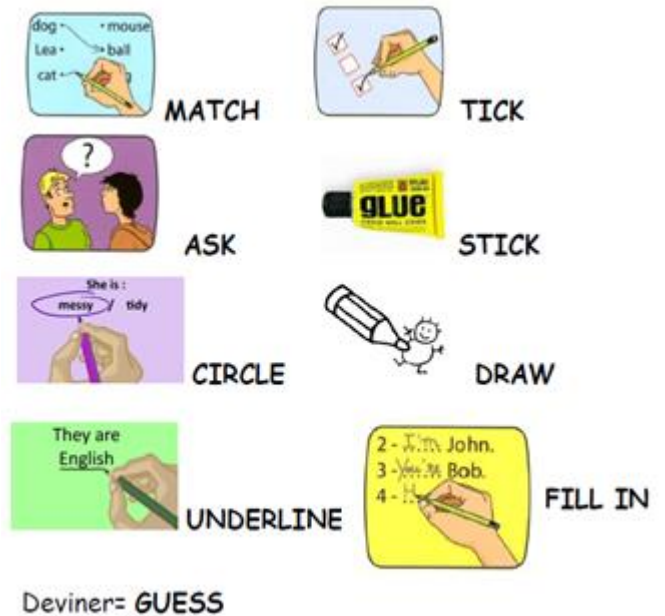 dog • • mouse
Lea • • ball
cat •
MATCH
TICK
?
ASK
GLUE
STICK
She is :
messy / tidy
CIRCLE
DRAW
They are
English
UNDERLINE
2 - I'm John.
3 - You're Bob.
4 - H
FILL IN
Deviner= GUESS